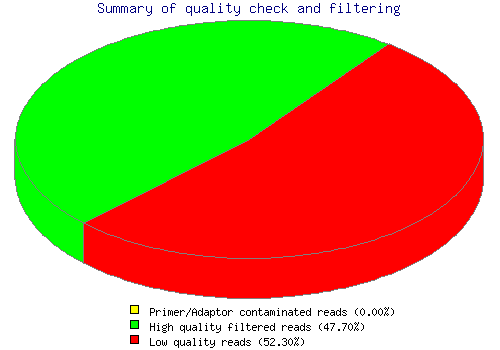 Summary of quality check and filtering
Primer/Adaptor contaminated reads (0.00%)
High quality filtered reads (47.70%)
Low quality reads (52.30%)